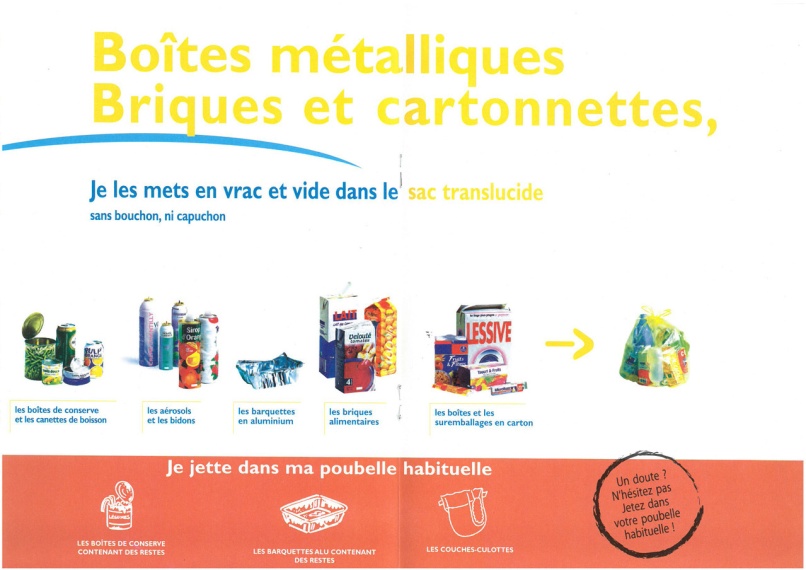 Boîtes métalliques
Briques et cartonnettes,
Je les mets en vrac et vide dans le sac translucide
sans bouchon, ni capuchon
LAIT
LESSIVE
les boîtes de conserve
et les canettes de boisson
les aérosols
et les bidons
les barquettes
en aluminium
les briques
alimentaires
les boîtes et les
suremballages en carton
Je jette dans ma poubelle habituelle
LES BOÎTES DE CONSERVE
CONTENANT DES RESTES
LES BARQUETTES ALU CONTENANT
DES RESTES
LES COUCHES-CULOTTES
Un doute ?
N'hésitez pas
Jetez dans
votre poubelle
habituelle !